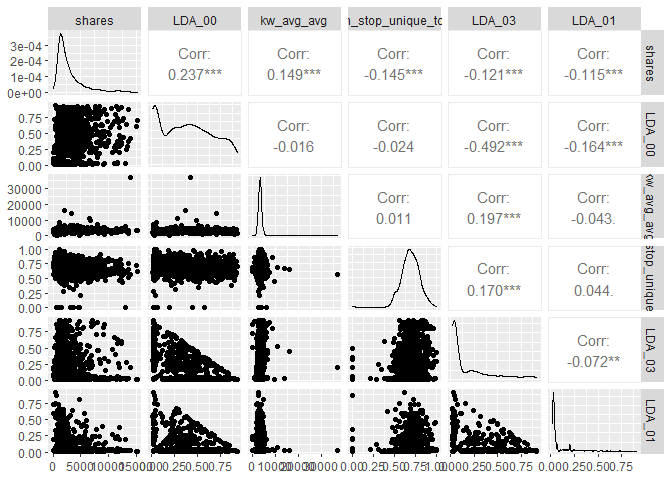 shares LDA_00 kw_avg_avg n_stop_unique_to LDA_03 LDA_01
3e-04
2e-04
1e-04
0e+00
Corr:
0.237***
Corr:
0.149***
Corr:
-0.145***
Corr:
-0.121***
Corr:
-0.115***
shares
0.75
0.50
0.25
0.00
Corr:
-0.016
Corr:
-0.024
Corr:
-0.492***
Corr:
-0.164***
LDA_00
30000
20000
10000
0
Corr:
0.011
Corr:
0.197***
Corr:
-0.043.
kw_avg_avg
1.00
0.75
0.50
0.25
0.00
Corr:
0.170***
Corr:
0.044.
stop_unique
0.75
0.50
0.25
0.00
Corr:
-0.072**
LDA_03
0.75
0.50
0.25
0.00
LDA_01
0 5000 10000 15000
0.00 0.25 0.50 0.75
0 10000 20000 30000
0.00 0.25 0.50 0.75 1.00
0.00 0.25 0.50 0.75
0.00 0.25 0.50 0.75